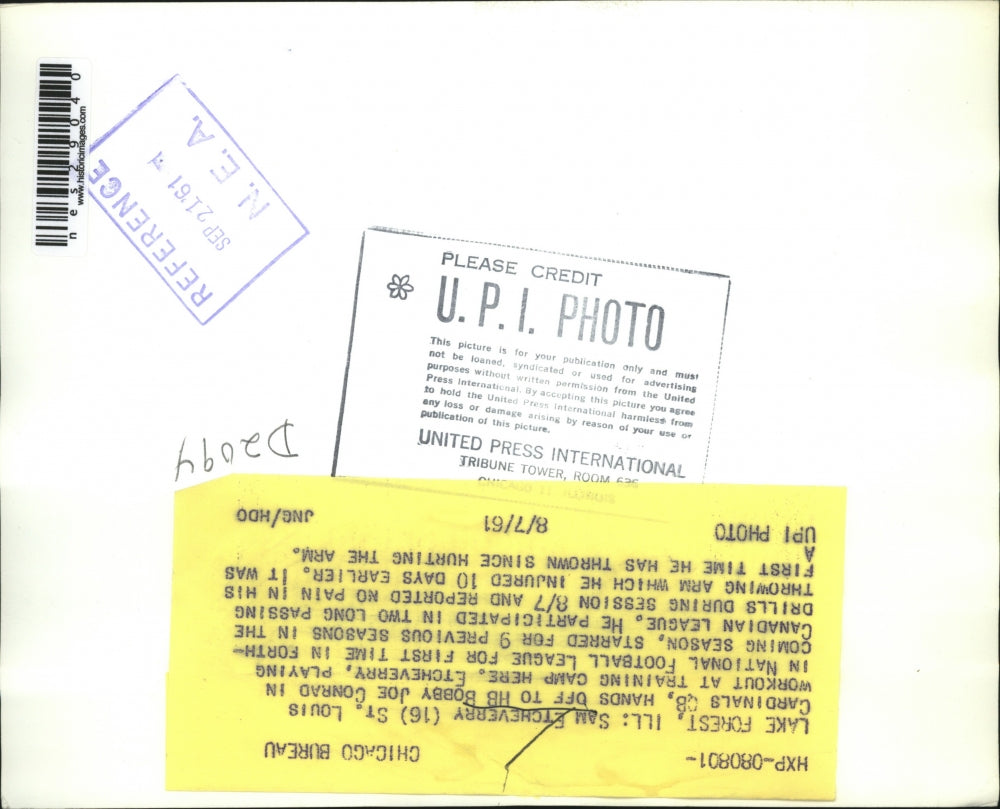 nes29040
www.historicimages.com
REFERENCE
SEP 21 '61
N. E. A.
PLEASE CREDIT
U. P. I. PHOTO
This picture is for your publication only and must
not be loaned, syndicated or used for advertising
purposes without written permission from the United
Press International. By accepting this picture you agree
to hold the United Press International harmless from
any loss or damage arising by reason of your use or
publication of this picture.
UNITED PRESS INTERNATIONAL
TRIBUNE TOWER, ROOM 626
CHICAGO 11 ILLINOIS
D2094
HXP-080801- CHICAGO BUREAU
LAKE FOREST, ILL: SAM ETCHEVERRY (16) ST. LOUIS
CARDINALS QB, HANDS OFF TO HB BOBBY JOE CONRAD IN
WORKOUT AT TRAINING CAMP HERE. ETCHEVERRY, PLAYING
IN NATIONAL FOOTBALL LEAGUE FOR FIRST TIME IN FORTH-
COMING SEASON, STARRED FOR 9 PREVIOUS SEASONS IN THE
CANADIAN LEAGUE. HE PARTICIPATED IN TWO LONG PASSING
DRILLS DURING SESSION 8/7 AND REPORTED NO PAIN IN HIS
THROWING ARM WHICH HE INJURED 10 DAYS EARLIER. IT WAS
FIRST TIME HE HAS THROWN SINCE HURTING THE ARM.
A
UPI PHOTO 8/7/61 JNG/HDO